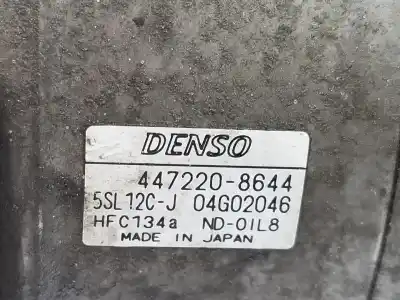 DENSO
447220-8644
5SL12C-J 04G02046
HFC134a ND-OIL8
MADE IN JAPAN